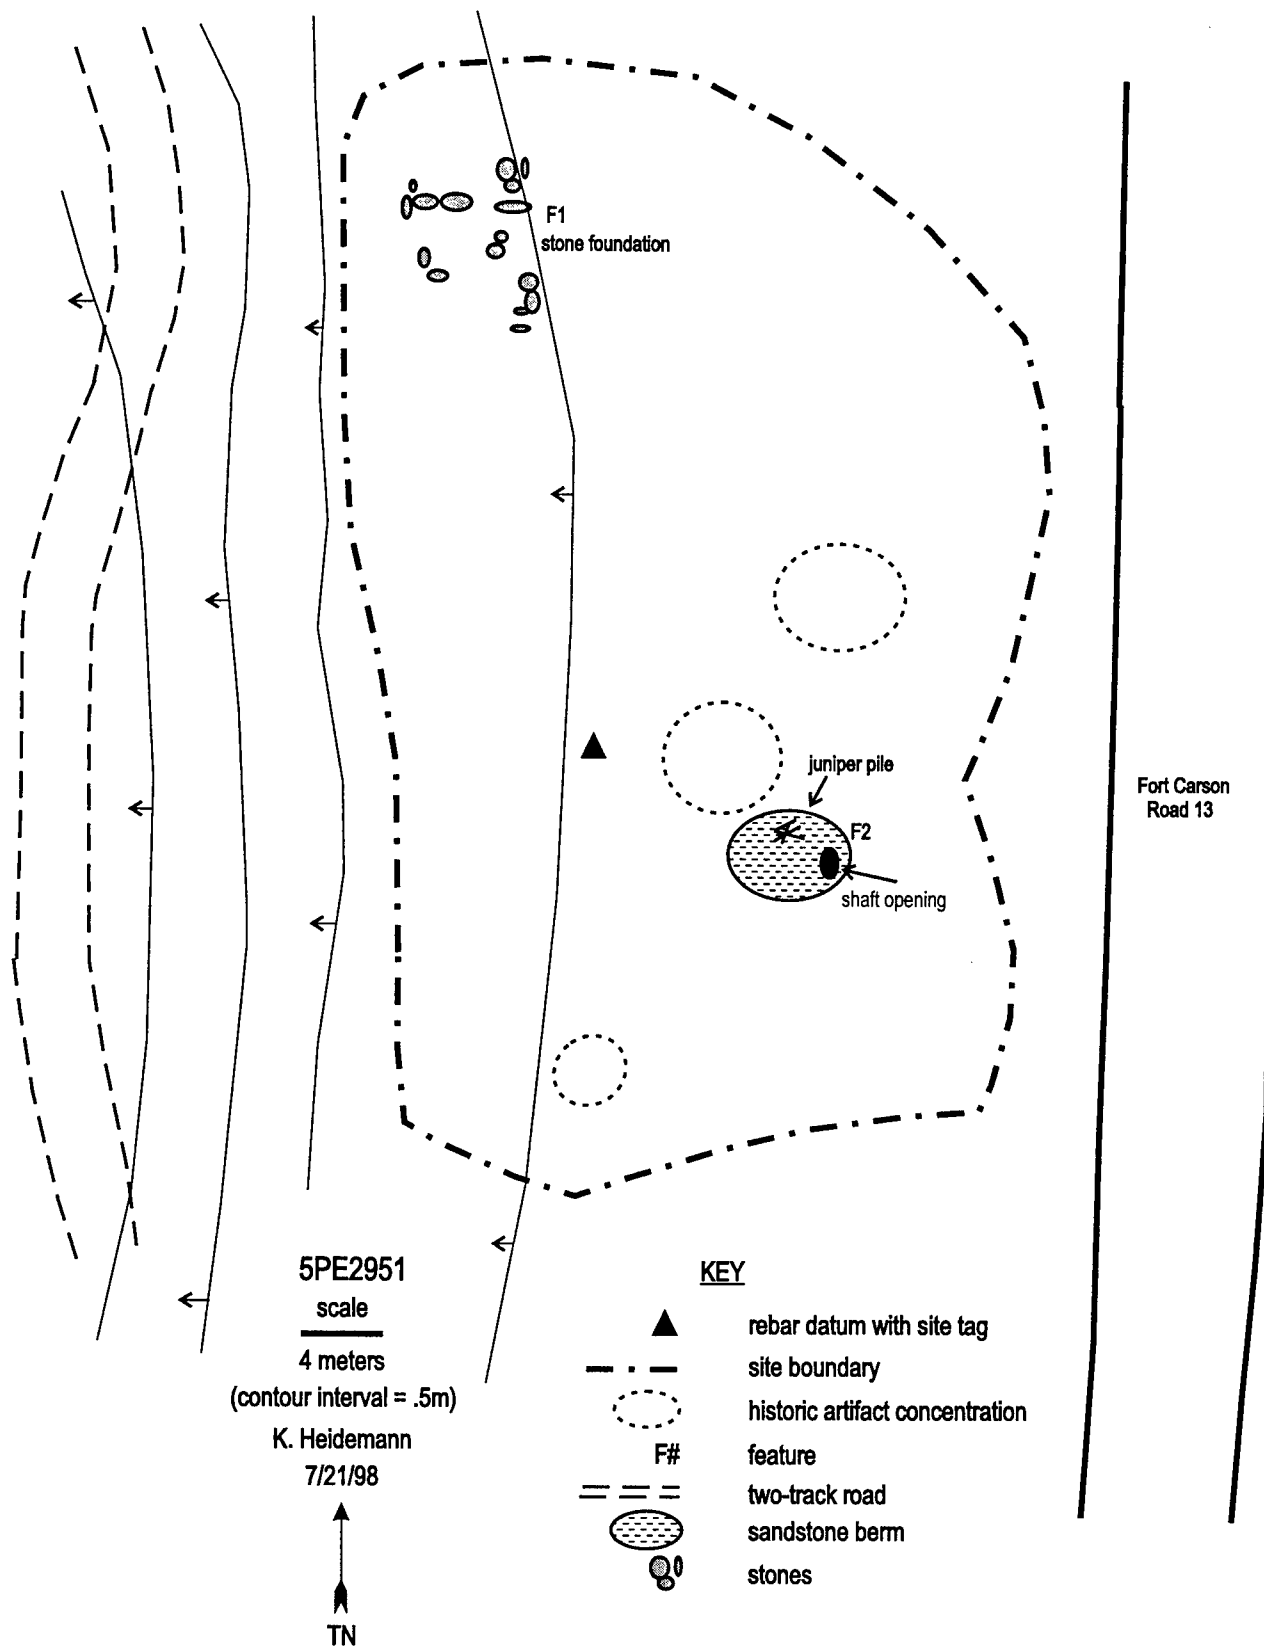 F1
stone foundation
juniper pile
F2
shaft opening
Fort Carson
Road 13
5PE2951
scale
4 meters
(contour interval = .5m)
K. Heidemann
7/21/98
TN
KEY
rebar datum with site tag
site boundary
historic artifact concentration
F# feature
two-track road
sandstone berm
stones